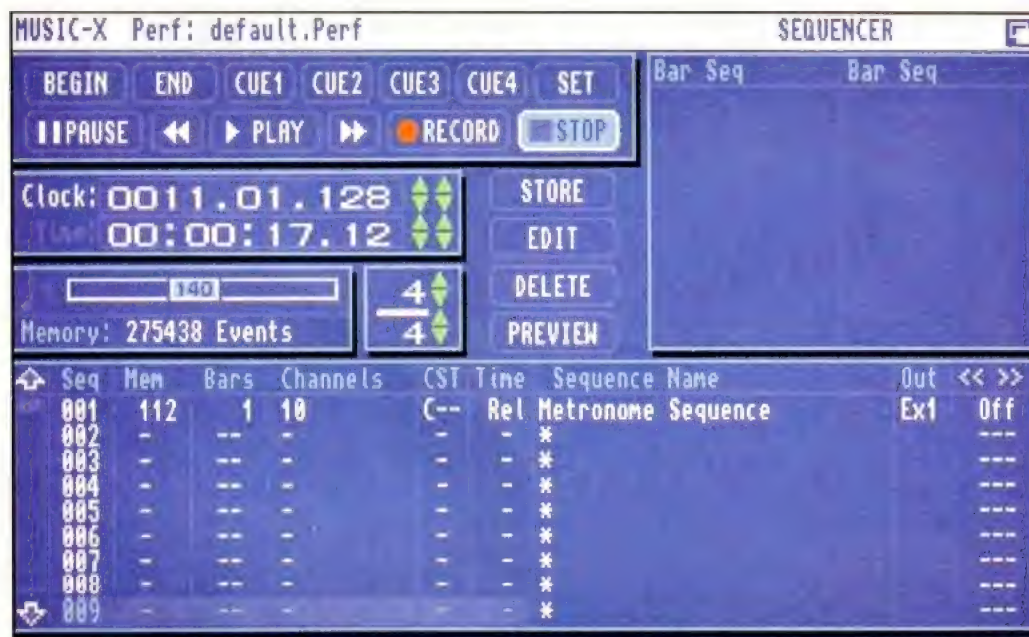 MUSIC-X Perf: default.Perf SEQUENCER
BEGIN END CUE1 CUE2 CUE3 CUE4 SET
PAUSE PLAY RECORD STOP
Bar Seq Bar Seq
Clock: 0011.01.128
Time: 00:00:17.12
STORE
EDIT
DELETE
PREVIEW
140
4
4
Memory: 275438 Events
Seq Mem Bars Channels CST Time Sequence Name Out << >>
001 112 1 10 C-- Rel Metronome Sequence Ex1 Off
002 - -- - - - * ---
003 - -- - - - * ---
004 - -- - - - * ---
005 - -- - - - * ---
006 - -- - - - * ---
007 - -- - - - * ---
008 - -- - - - * ---
009 - -- - - - * ---